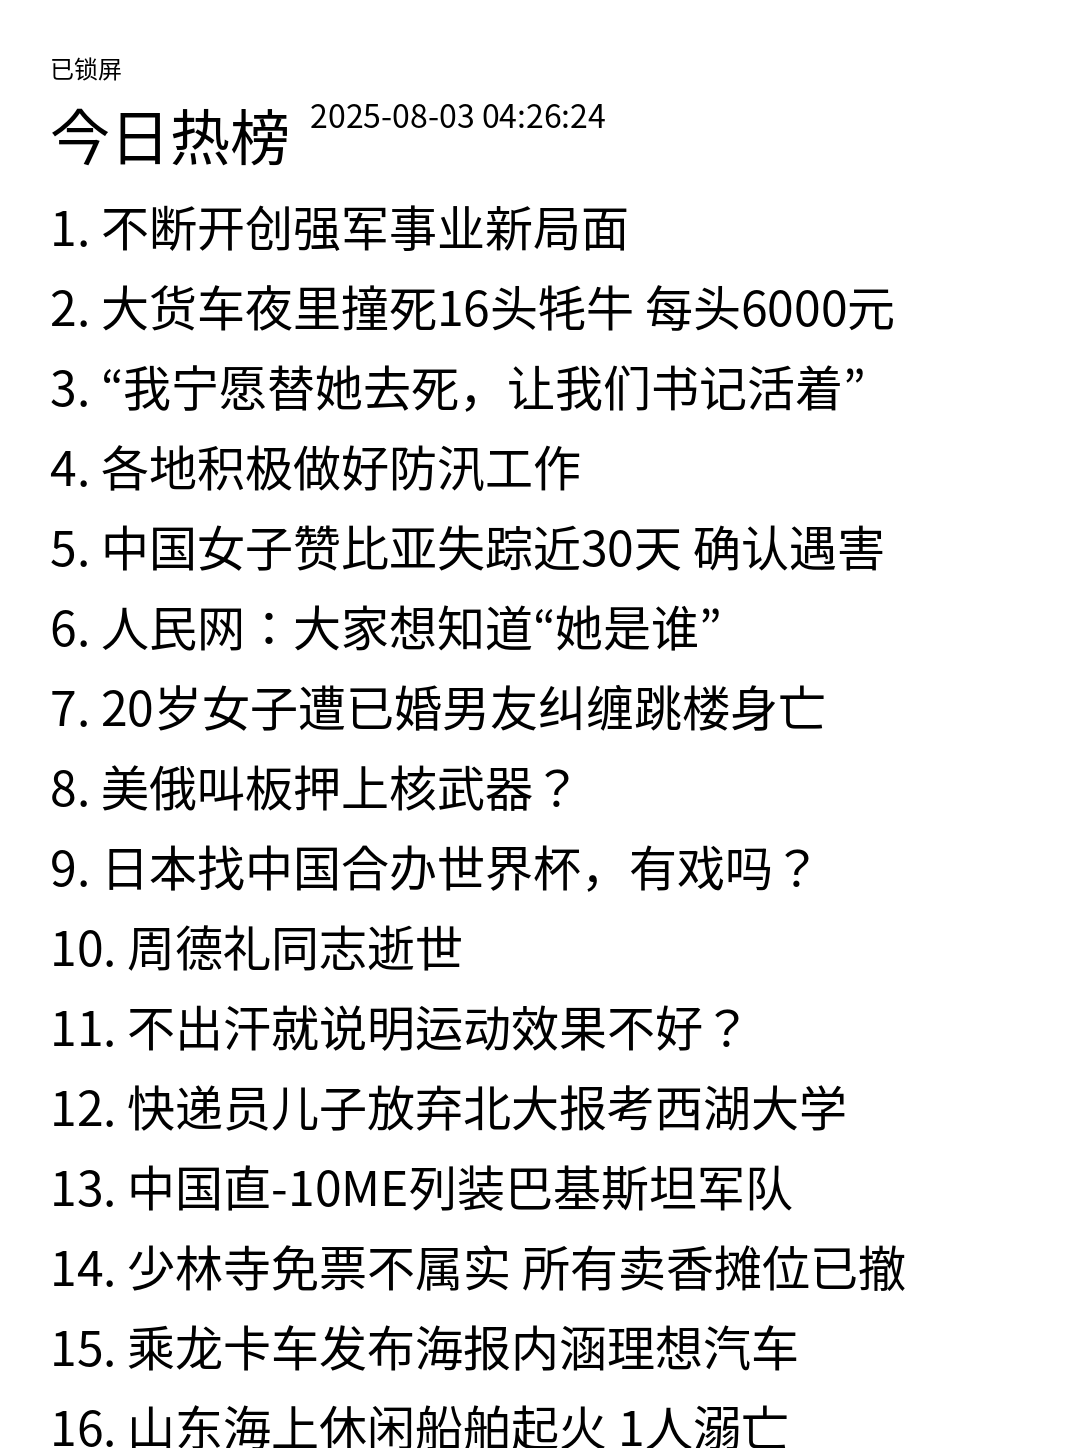 已锁屏
今日热榜 2025-08-03 04:26:24
1. 不断开创强军事业新局面
2. 大货车夜里撞死16头牦牛 每头6000元
3. “我宁愿替她去死，让我们书记活着”
4. 各地积极做好防汛工作
5. 中国女子赞比亚失踪近30天 确认遇害
6. 人民网：大家想知道“她是谁”
7. 20岁女子遭已婚男友纠缠跳楼身亡
8. 美俄叫板押上核武器？
9. 日本找中国合办世界杯，有戏吗？
10. 周德礼同志逝世
11. 不出汗就说明运动效果不好？
12. 快递员儿子放弃北大报考西湖大学
13. 中国直-10ME列装巴基斯坦军队
14. 少林寺免票不属实 所有卖香摊位已撤
15. 乘龙卡车发布海报内涵理想汽车
16. 山东海上休闲船舶起火 1人溺亡